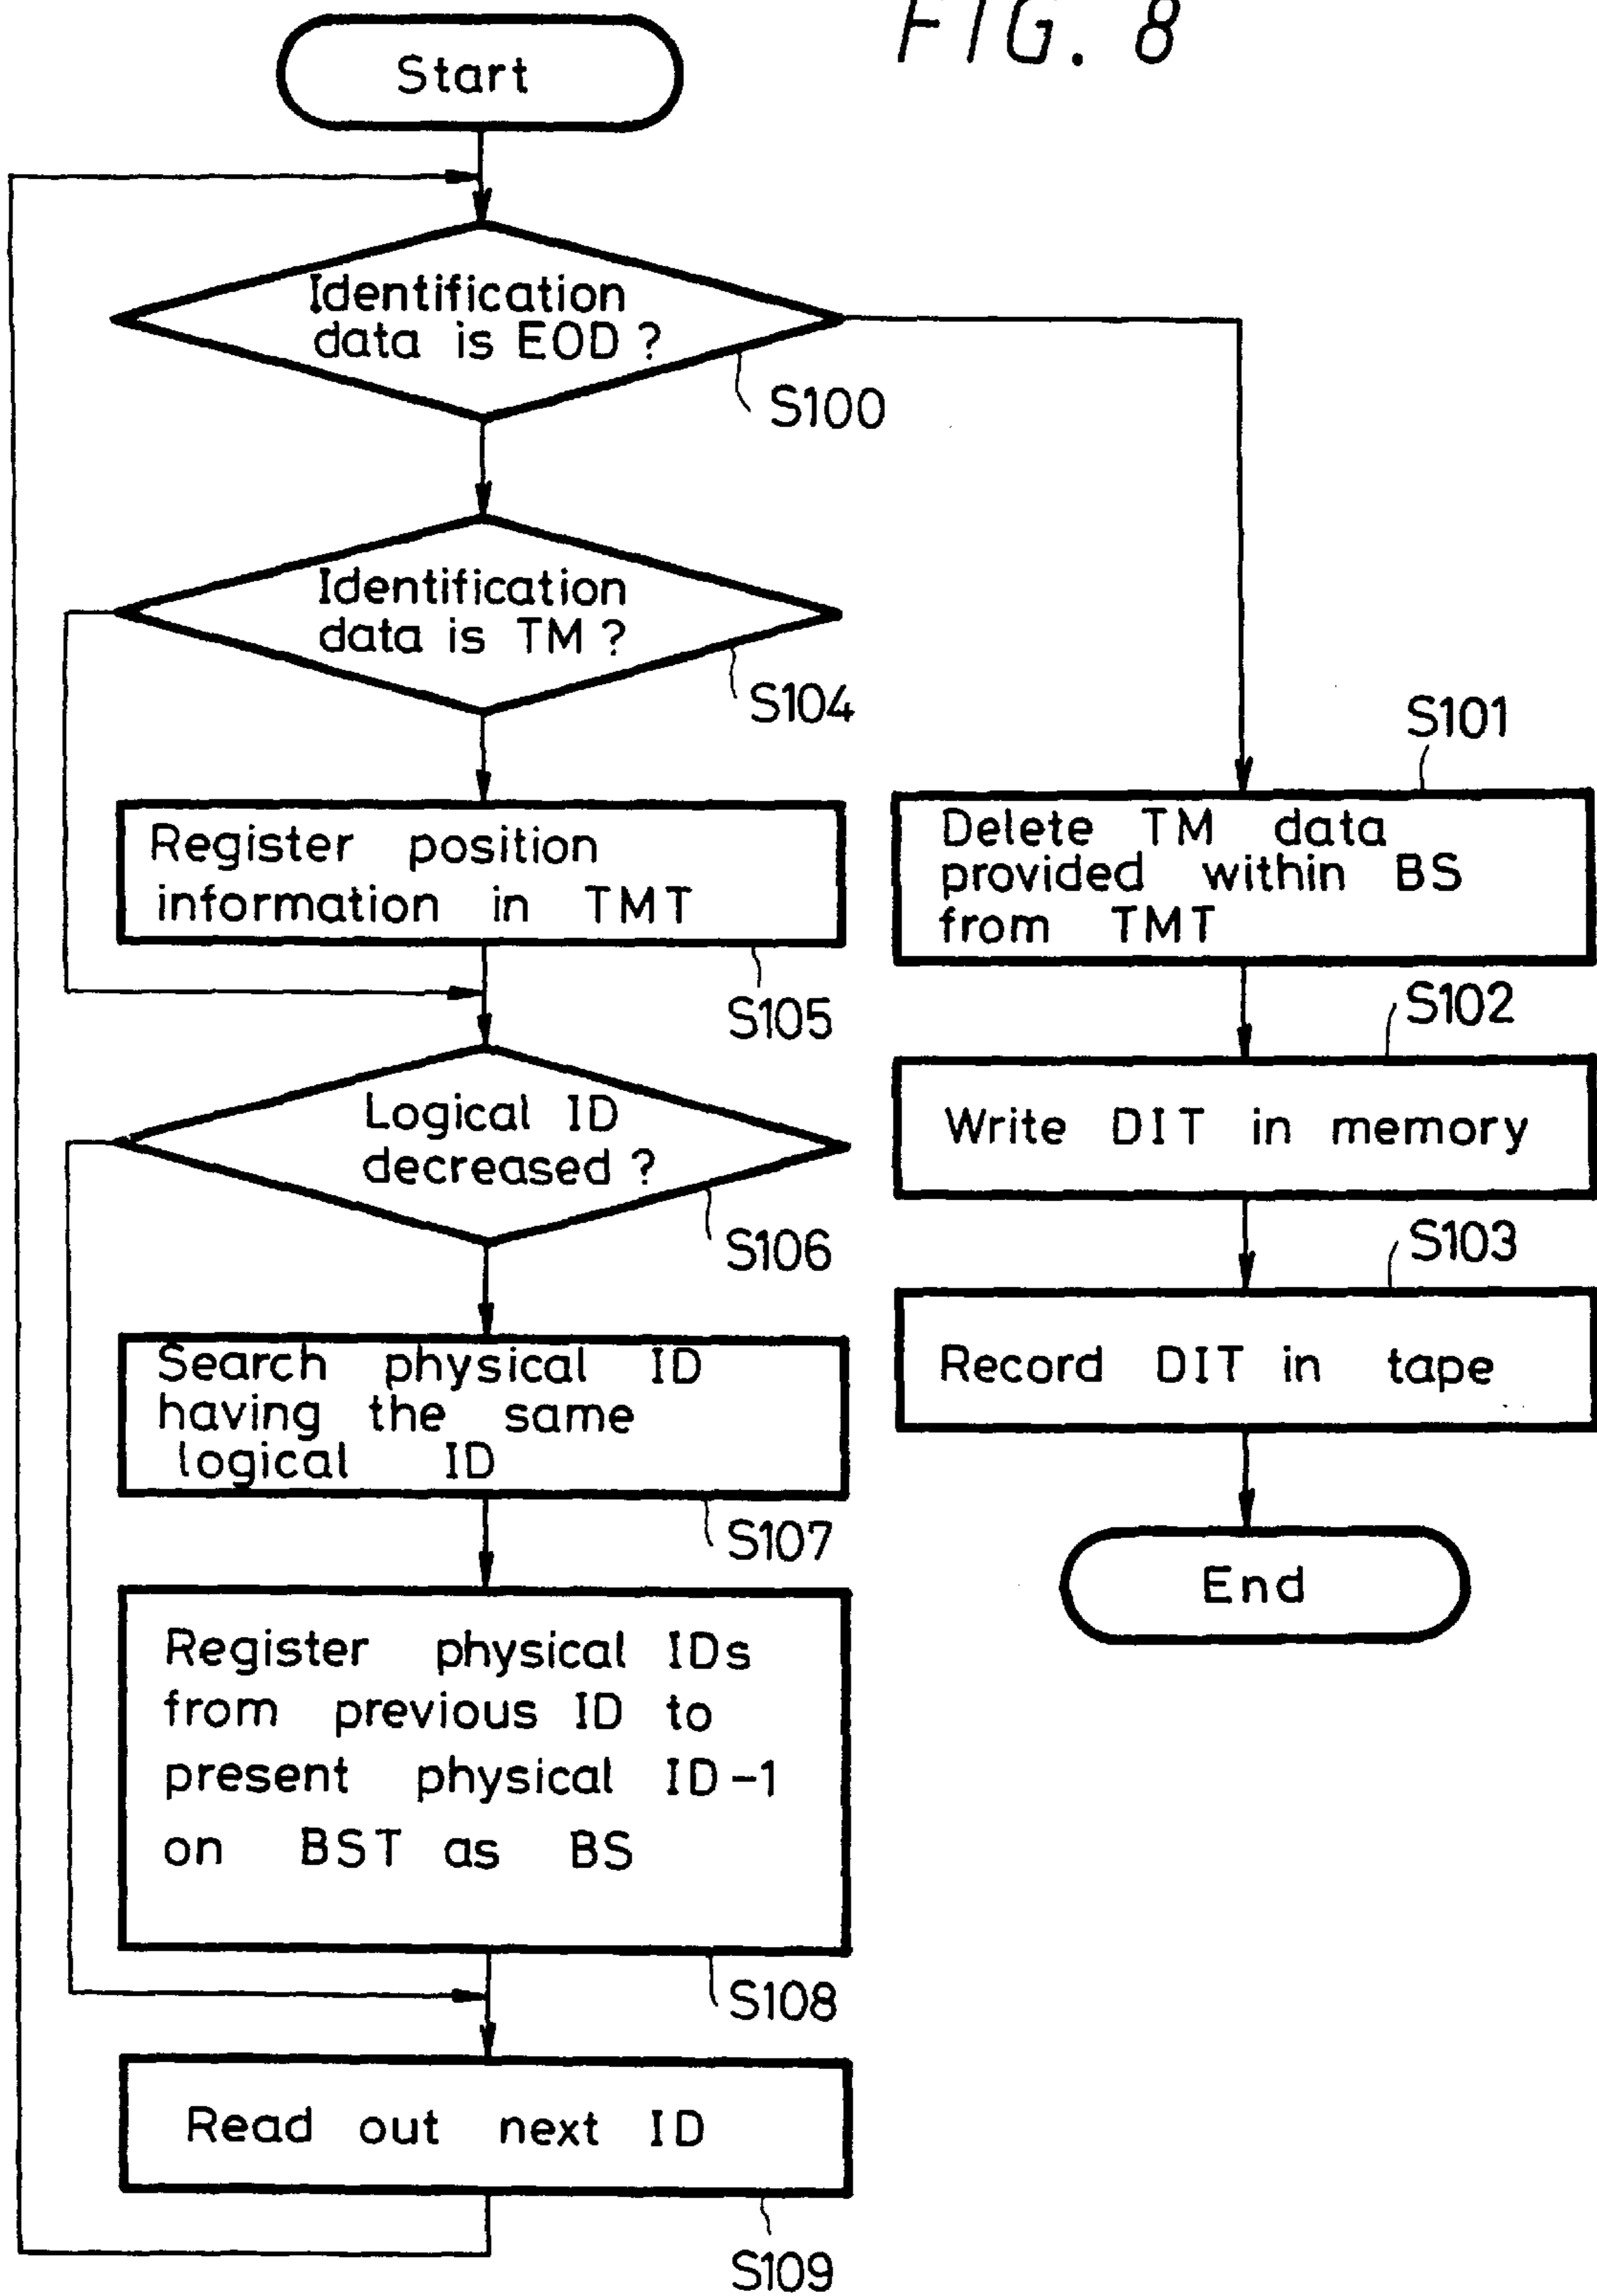 FIG. 8
Start
Identification
data is EOD ?
S100
Identification
data is TM ?
S104
Register position
information in TMT
S105
Logical ID
decreased ?
S106
Search physical ID
having the same
logical ID
S107
Register physical IDs
from previous ID to
present physical ID-1
on BST as BS
S108
Read out next ID
S109
S101
Delete TM data
provided within BS
from TMT
S102
Write DIT in memory
S103
Record DIT in tape
End